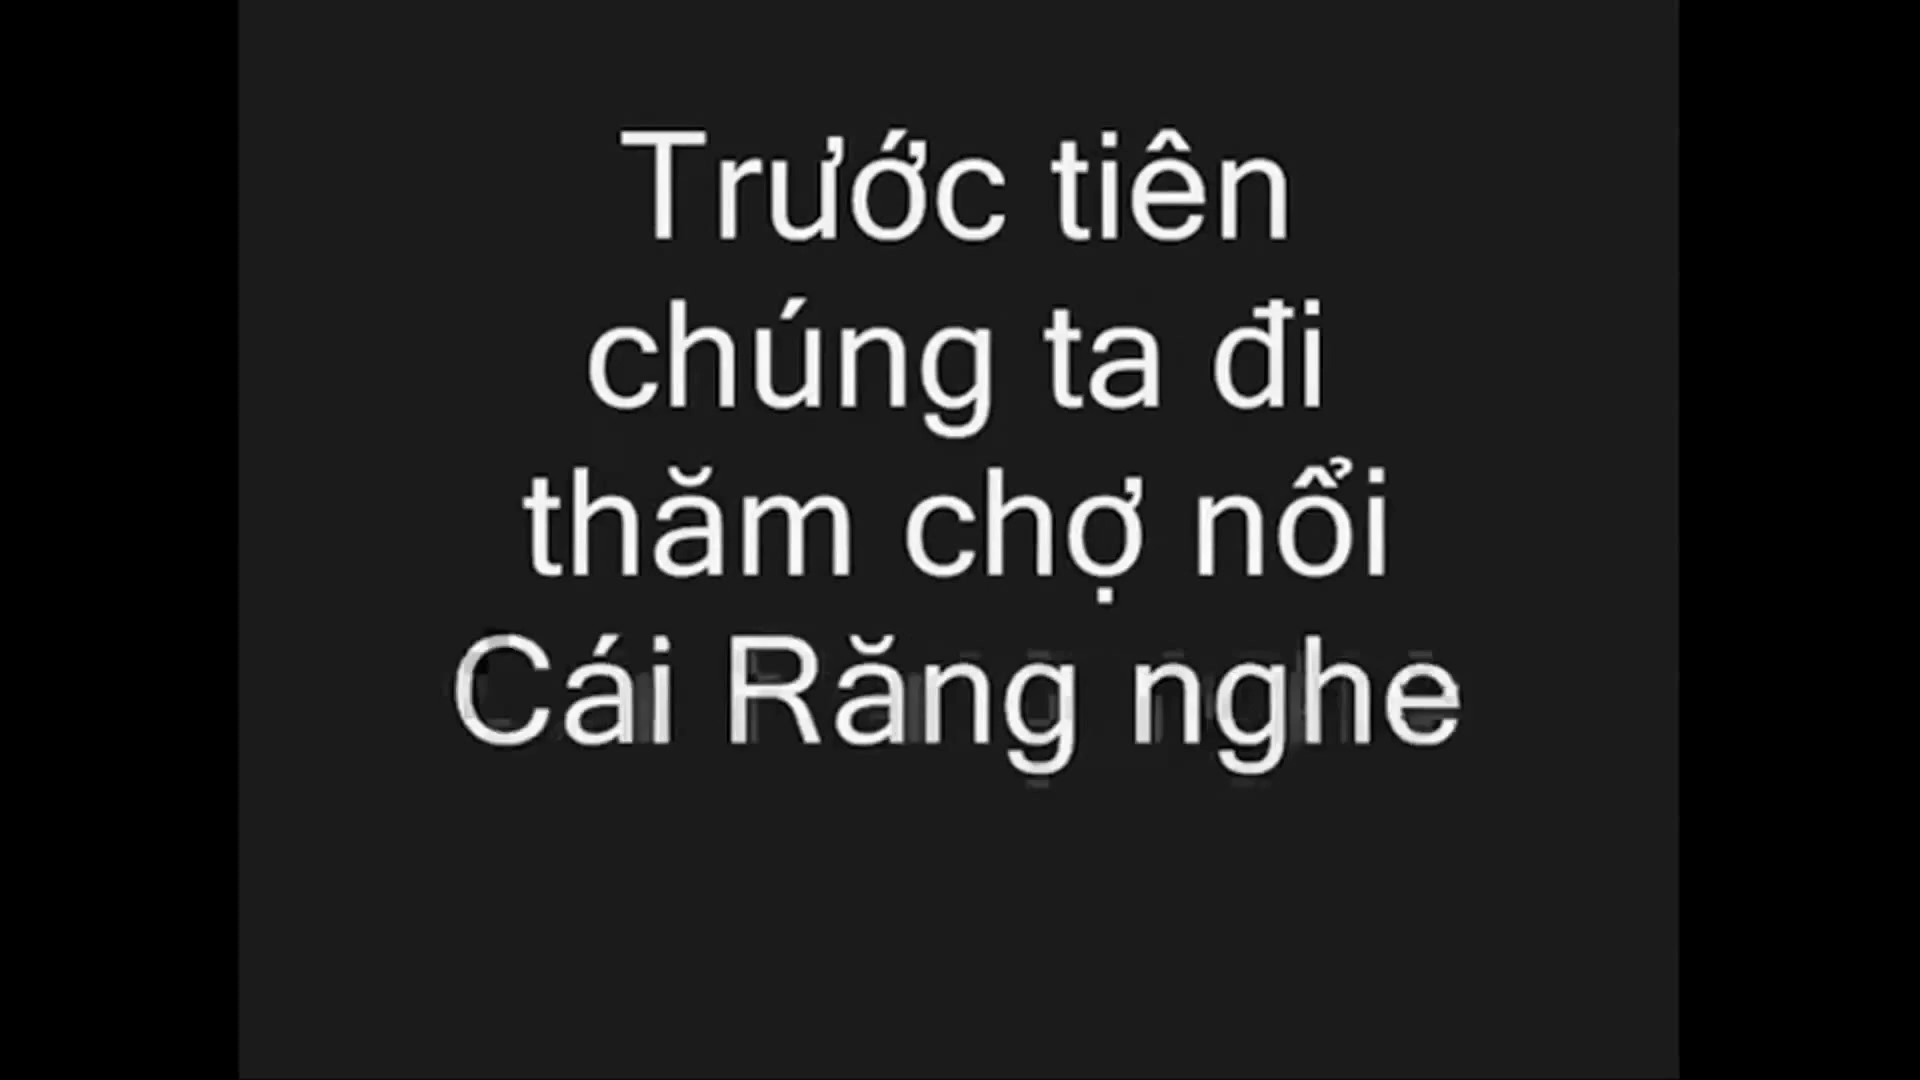 Trước tiên
chúng ta đi
thăm chợ nổi
Cái Răng nghe